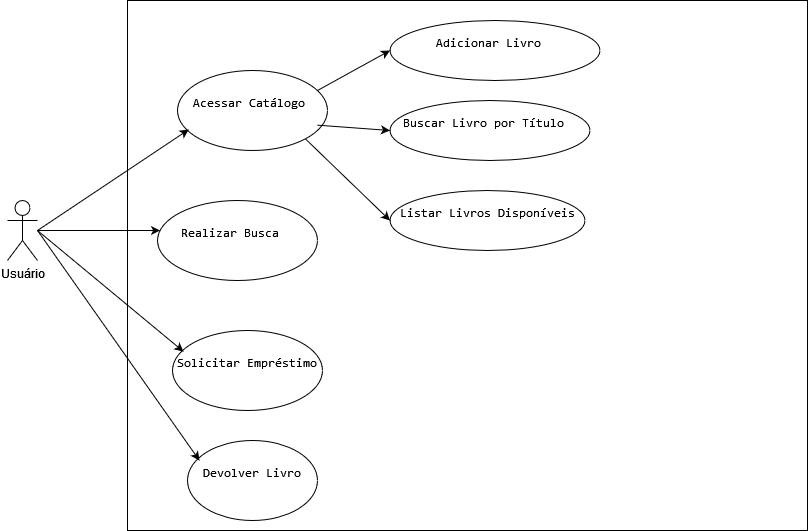 Adicionar Livro
Acessar Catálogo
Buscar Livro por Título
Listar Livros Disponíveis
Realizar Busca
Usuário
Solicitar Empréstimo
Devolver Livro